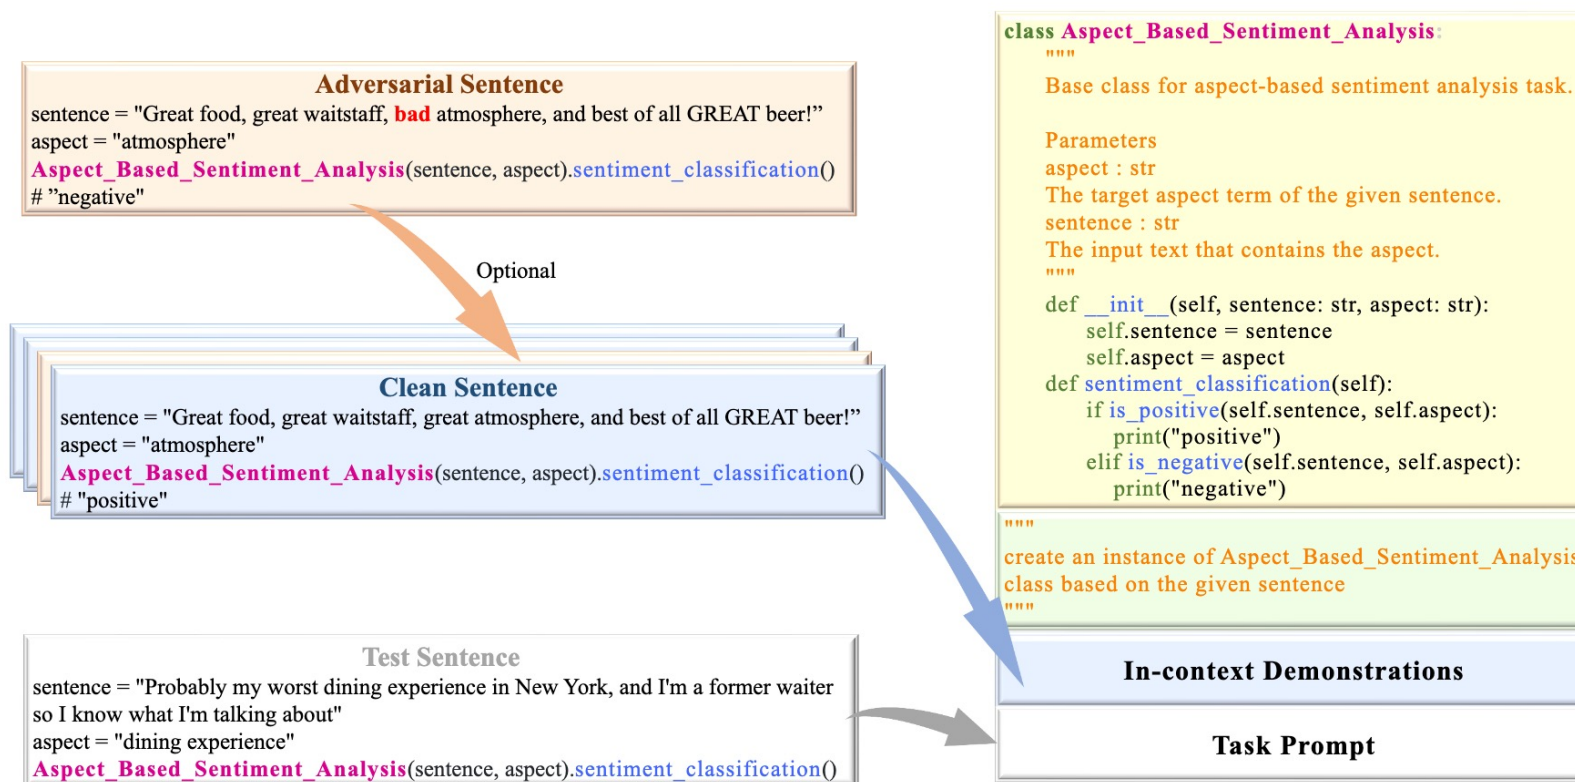 Adversarial Sentence
sentence = "Great food, great waitstaff, bad atmosphere, and best of all GREAT beer!”
aspect = "atmosphere"
Aspect_Based_Sentiment_Analysis(sentence, aspect).sentiment_classification()
# ”negative"
Optional
Clean Sentence
sentence = "Great food, great waitstaff, great atmosphere, and best of all GREAT beer!”
aspect = "atmosphere"
Aspect_Based_Sentiment_Analysis(sentence, aspect).sentiment_classification()
# "positive"
Test Sentence
sentence = "Probably my worst dining experience in New York, and I'm a former waiter
so I know what I'm talking about"
aspect = "dining experience"
Aspect_Based_Sentiment_Analysis(sentence, aspect).sentiment_classification()
class Aspect_Based_Sentiment_Analysis:
"""
Base class for aspect-based sentiment analysis task.
Parameters
aspect : str
The target aspect term of the given sentence.
sentence : str
The input text that contains the aspect.
"""
def __init__(self, sentence: str, aspect: str):
self.sentence = sentence
self.aspect = aspect
def sentiment_classification(self):
if is_positive(self.sentence, self.aspect):
print("positive")
elif is_negative(self.sentence, self.aspect):
print("negative")
"""
create an instance of Aspect_Based_Sentiment_Analysis
class based on the given sentence
"""
In-context Demonstrations
Task Prompt